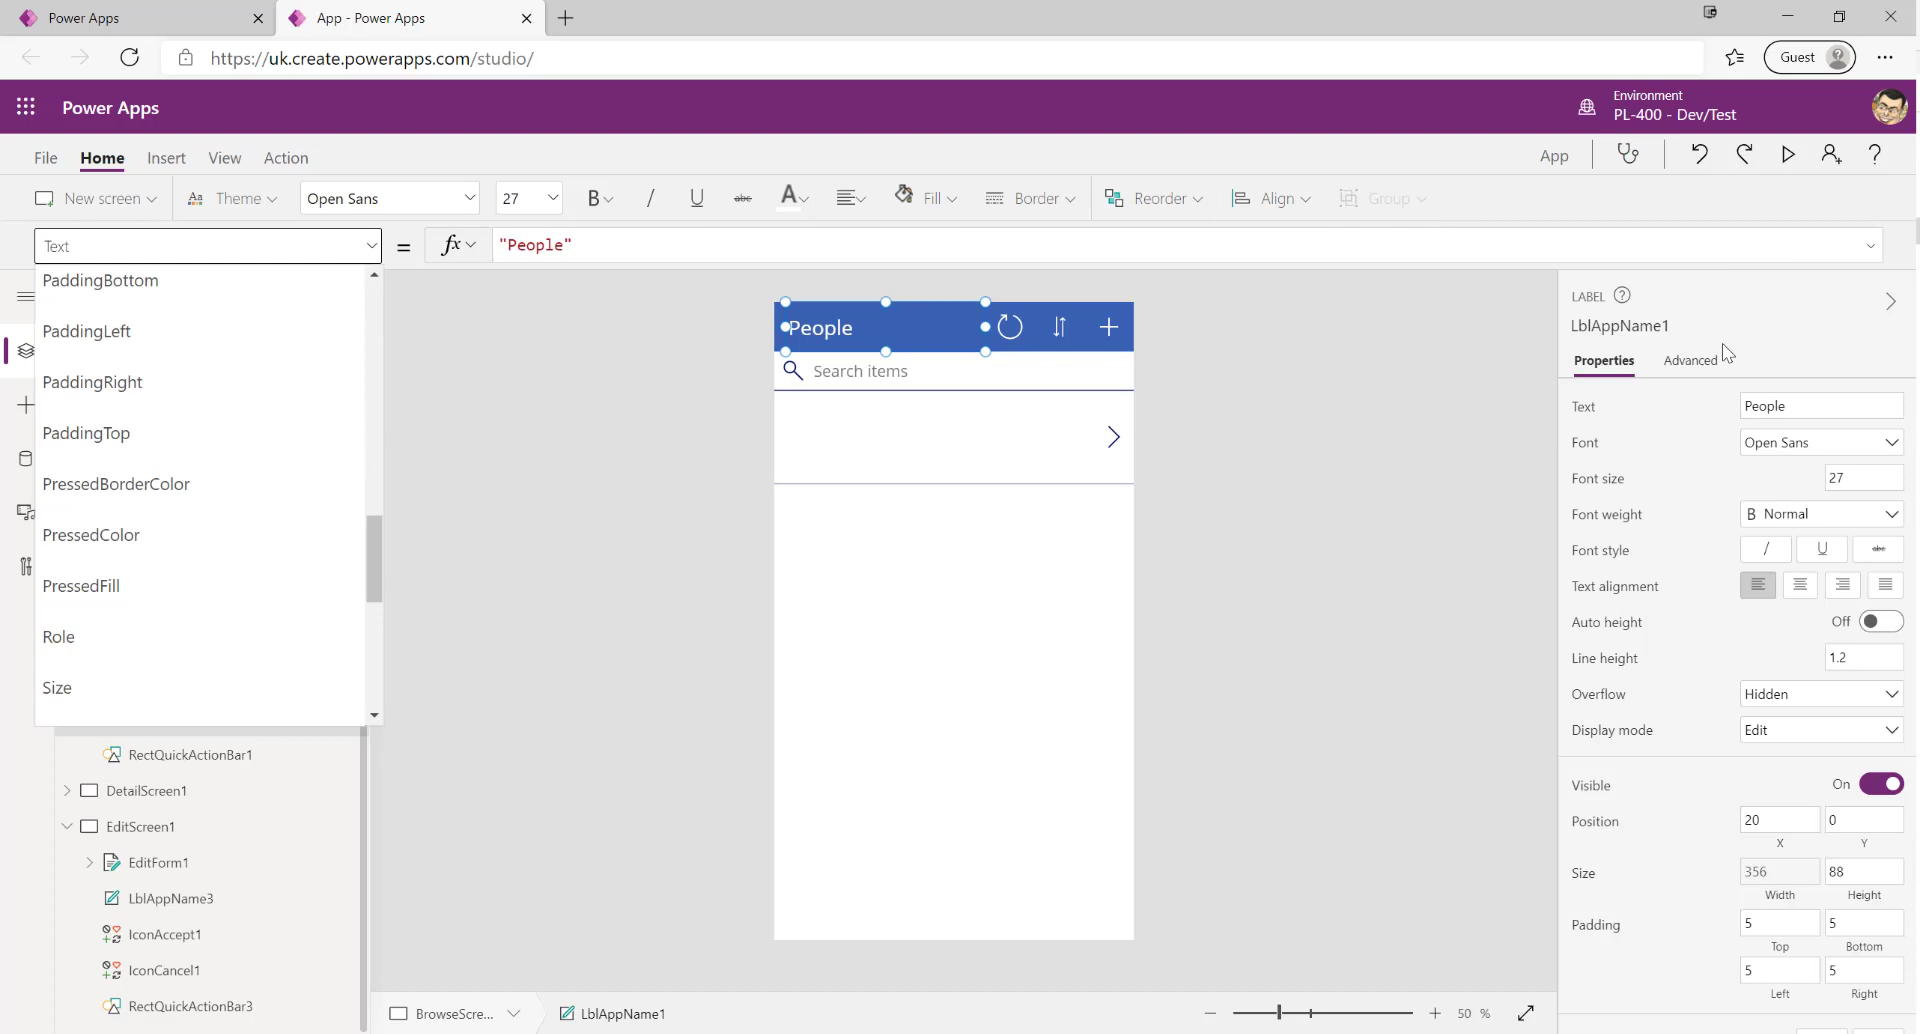 Power Apps
App - Power Apps
https://uk.create.powerapps.com/studio/
Guest
Power Apps
Environment
PL-400 - Dev/Test
File Home Insert View Action
App
New screen Theme Open Sans 27 B / U abc A Fill Border Reorder Align Group
Text = fx "People"
PaddingBottom
PaddingLeft
PaddingRight
PaddingTop
PressedBorderColor
PressedColor
PressedFill
Role
Size
RectQuickActionBar1
DetailScreen1
EditScreen1
EditForm1
LblAppName3
IconAccept1
IconCancel1
RectQuickActionBar3
People
Search items
BrowseScre... LblAppName1
50 %
LABEL ?
LblAppName1
Properties Advanced
Text People
Font Open Sans
Font size 27
Font weight B Normal
Font style / U abc
Text alignment
Auto height Off
Line height 1.2
Overflow Hidden
Display mode Edit
Visible On
Position 20 0
X Y
Size 356 88
Width Height
Padding 5 5
Top Bottom
5 5
Left Right